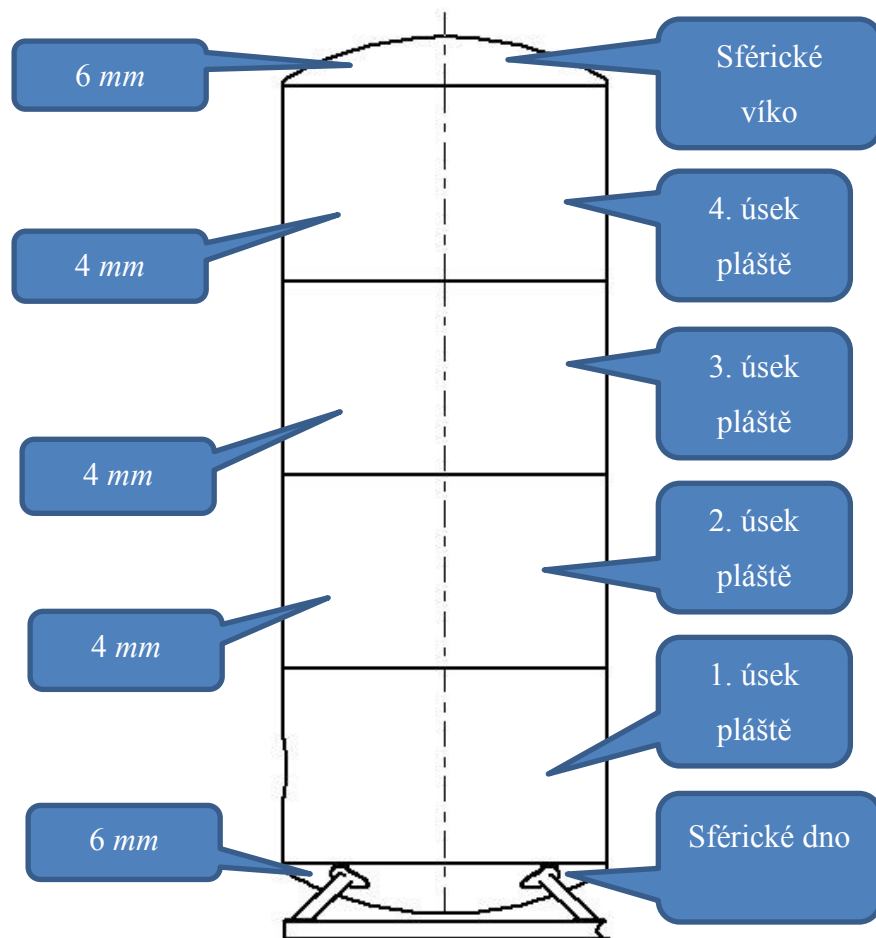 6 mm
Sférické
víko
4 mm
4. úsek
pláště
4 mm
3. úsek
pláště
4 mm
2. úsek
pláště
1. úsek
pláště
6 mm
Sférické dno